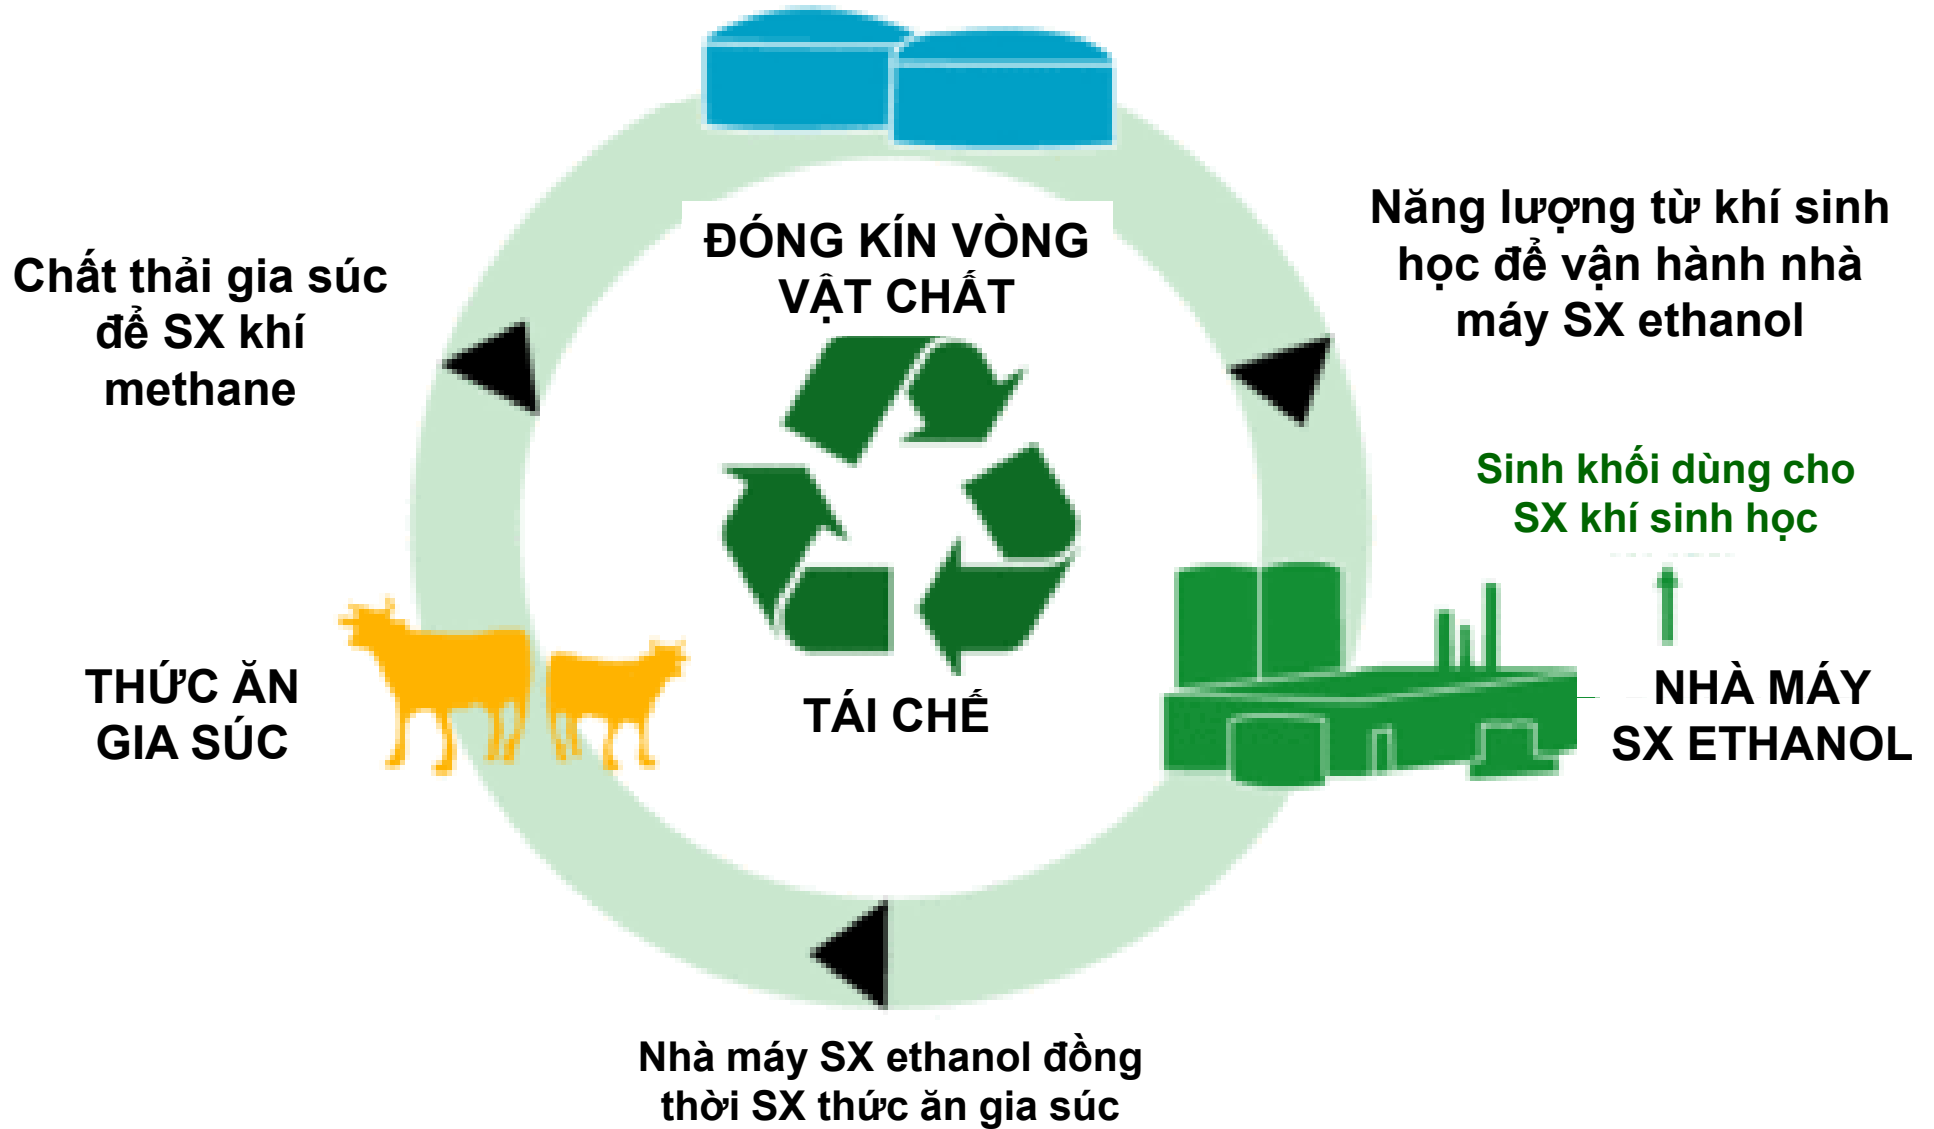 ĐÓNG KÍN VÒNG
VẬT CHẤT
Năng lượng từ khí sinh
học để vận hành nhà
máy SX ethanol
Chất thải gia súc
để SX khí
methane
Sinh khối dùng cho
SX khí sinh học
THỨC ĂN
GIA SÚC
TÁI CHẾ
NHÀ MÁY
SX ETHANOL
Nhà máy SX ethanol đồng
thời SX thức ăn gia súc